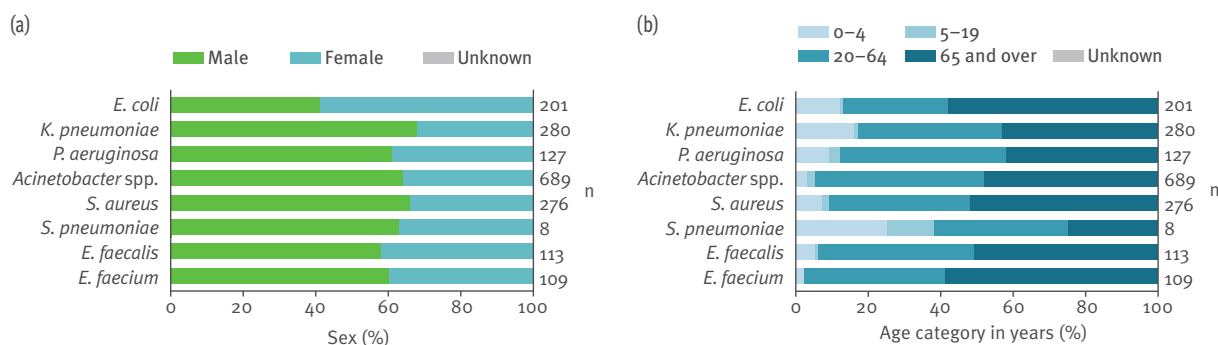 (a)
Male Female Unknown
E. coli 201
K. pneumoniae 280
P. aeruginosa 127
Acinetobacter spp. 689
n
S. aureus 276
S. pneumoniae 8
E. faecalis 113
E. faecium 109
0 20 40 60 80 100
Sex (%)
(b)
0–4 5–19
20–64 65 and over Unknown
E. coli 201
K. pneumoniae 280
P. aeruginosa 127
Acinetobacter spp. 689
n
S. aureus 276
S. pneumoniae 8
E. faecalis 113
E. faecium 109
0 20 40 60 80 100
Age category in years (%)